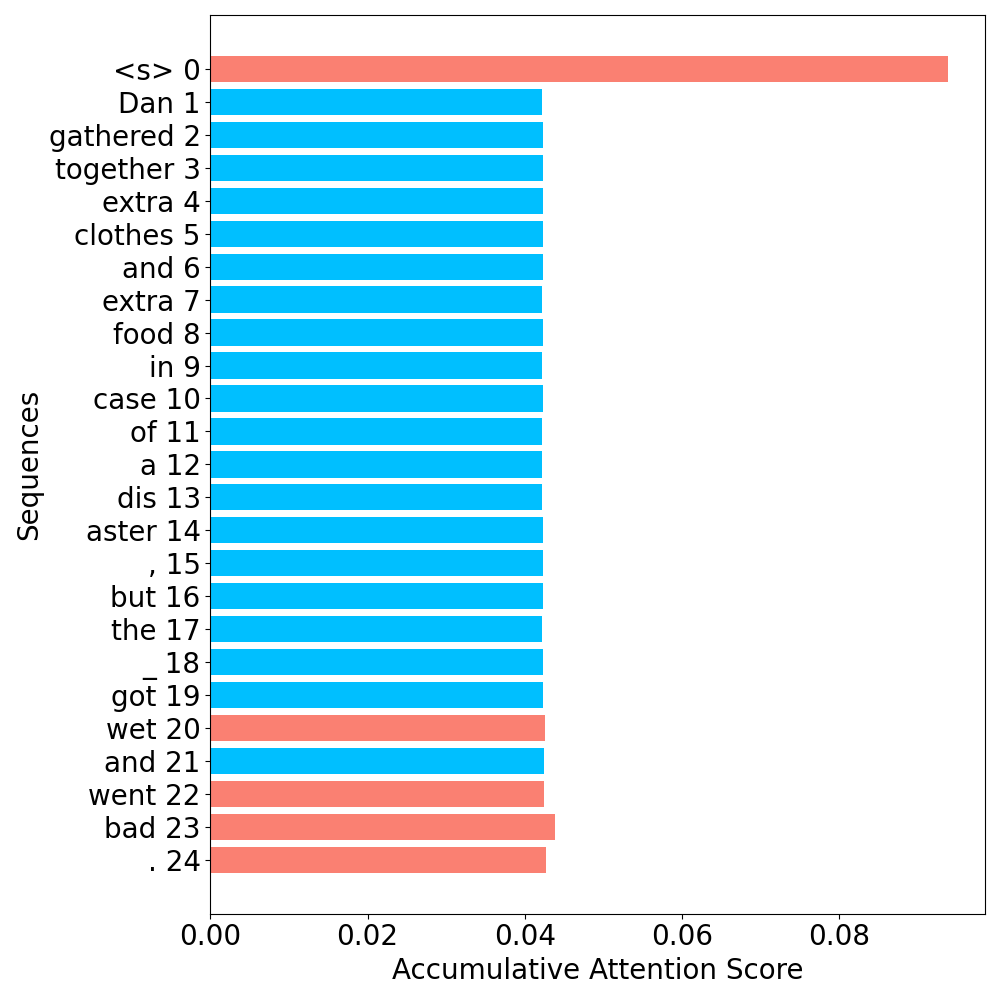 <s> 0
Dan 1
gathered 2
together 3
extra 4
clothes 5
and 6
extra 7
food 8
in 9
case 10
of 11
a 12
dis 13
aster 14
, 15
but 16
the 17
_ 18
got 19
wet 20
and 21
went 22
bad 23
. 24
Sequences
0.00 0.02 0.04 0.06 0.08
Accumulative Attention Score